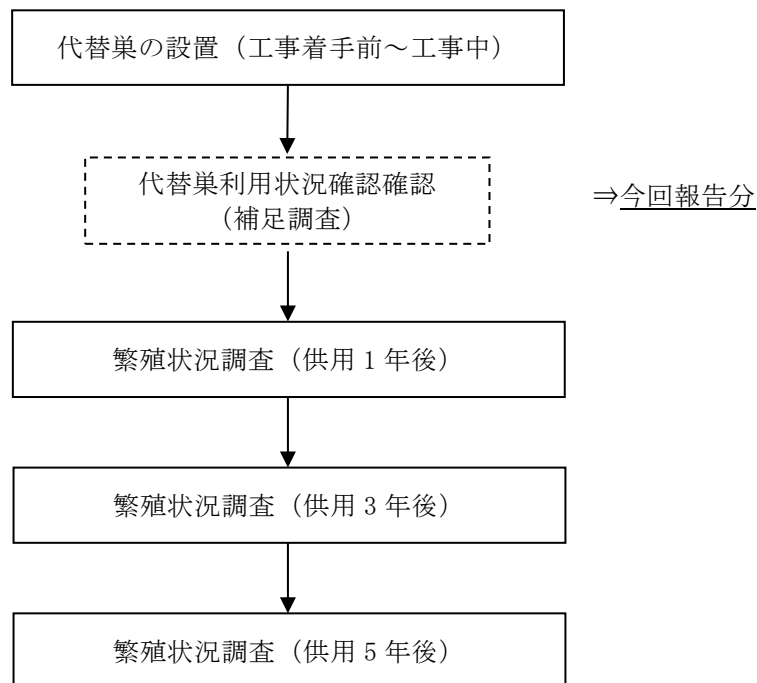 代替巣の設置（工事着手前～工事中）
代替巣利用状況確認確認
（補足調査）
⇒今回報告分
繁殖状況調査（供用 1 年後）
繁殖状況調査（供用 3 年後）
繁殖状況調査（供用 5 年後）